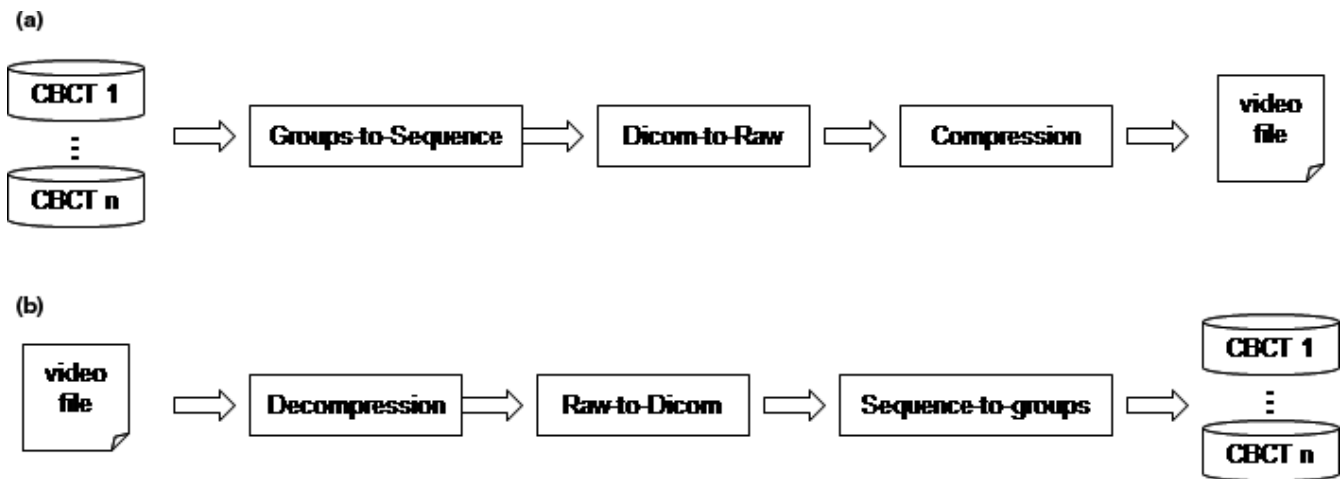 (a)
CBCT 1
⋮
CBCT n
Groups-to-Sequence
Dicom-to-Raw
Compression
video
file
(b)
video
file
Decompression
Raw-to-Dicom
Sequence-to-groups
CBCT 1
⋮
CBCT n